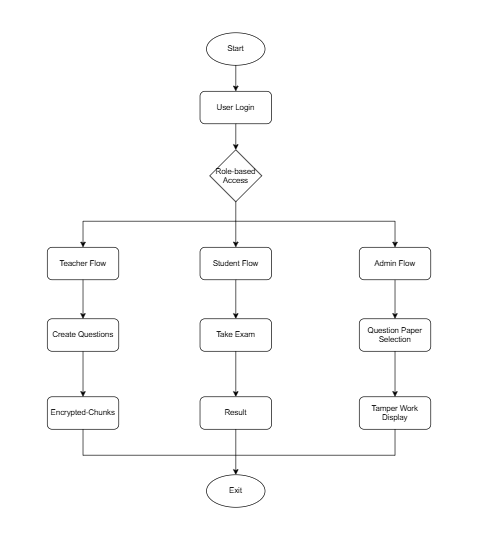 Start
User Login
Role-based
Access
Teacher Flow
Student Flow
Admin Flow
Create Questions
Take Exam
Question Paper
Selection
Encrypted-Chunks
Result
Tamper Work
Display
Exit